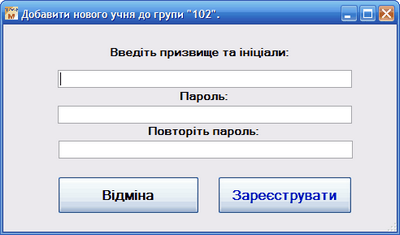 Добавити нового учня до групи "102".
Введіть призвище та ініціали:
Пароль:
Повторіть пароль:
Відміна
Зареєструвати